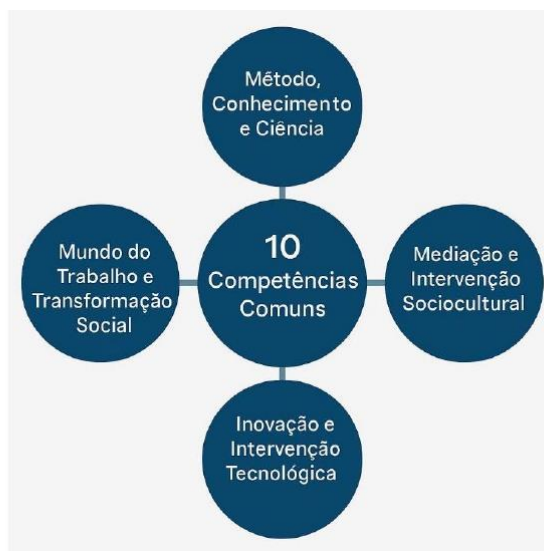 Método,
Conhecimento
e Ciência
Mundo do
Trabalho e
Transformação
Social
10
Competências
Comuns
Mediação e
Intervenção
Sociocultural
Inovação e
Intervenção
Tecnológica